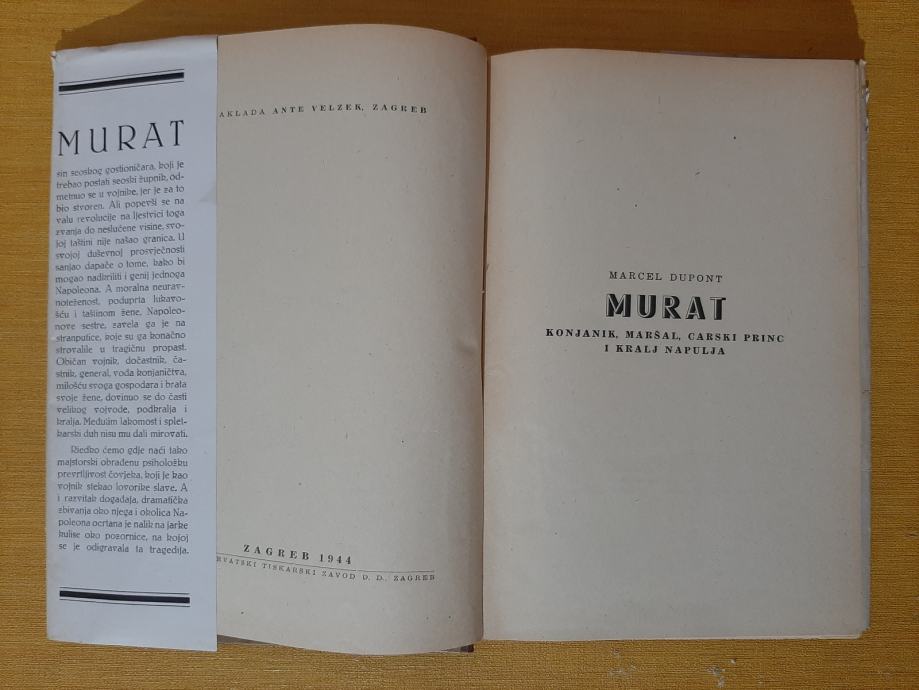 MURAT
sin seoskog gostioničara, koji je
trebao postati seoski župnik, od-
metnuo se u vojnike, jer je za to
bio stvoren. Ali popevši se na
valu revolucije na ljestvici toga
zvanja do neslućene visine, svo-
joj taštini nije našao granica. U
svojoj duševnoj prosvječnosti
sanjao dapače o tome, kako bi
mogao nadkriliti i genij jednoga
Napoleona. A moralna neurav-
noteženost, poduprta lukavo-
šću i taštinom žene, Napoleo-
nove sestre, zavela ga je na
stranputice, koje su ga konačno
strovalile u tragičnu propast.
Običan vojnik, dočastnik, ča-
stnik, general, vođa konjaničtva,
milošću svoga gospodara i brata
svoje žene, dovinuo se do časti
velikog vojvode, podkralja i
kralja. Međutim lakomost i splet-
karski duh nisu mu dali mirovati.
Riedko ćemo gdje naći tako
majstorski obrađenu psiholožku
prevrtljivost čovjeka, koji je kao
vojnik stekao lovorike slave. A
i razvitak događaja, dramatička
zbivanja oko njega i okolica Na-
poleona ocrtana je nalik na jarke
kulise oko pozornice, na kojoj
se je odigravala ta tragedija.
AKLADA ANTE VELZEK, ZAGREB
ZAGREB 1944
RVATSKI TISKARSKI ZAVOD D. D., ZAGREB
MARCEL DUPONT
MURAT
KONJANIK, MARŠAL, CARSKI PRINC
I KRALJ NAPULJA